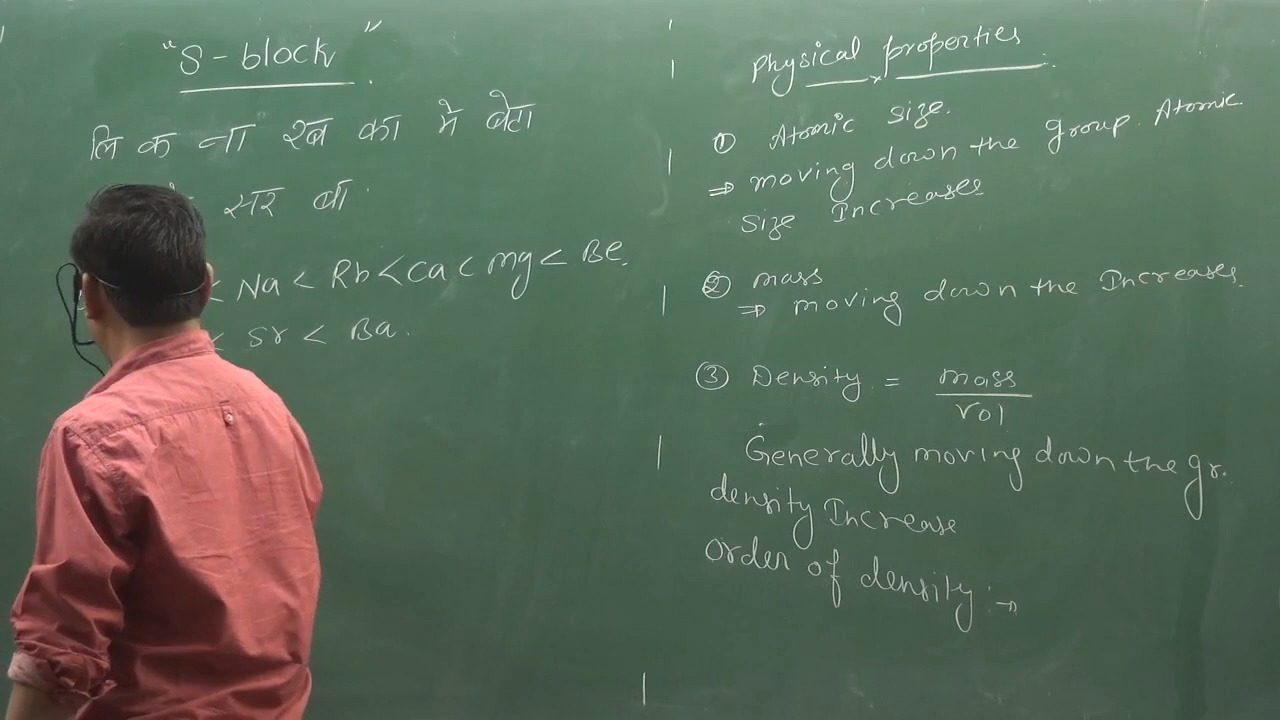 "S-block".
लि क ना रब का मे बेटा
सर बा.
< Na < Rb < Ca < mg < Be.
< Sr < Ba.
Physical properties.
① Atomic size.
⇒ moving down the group. Atomic
size Increases
② mass
⇒ moving down the Increases.
③ Density = mass
vol
Generally moving down the gr.
density Increase
Order of density :→